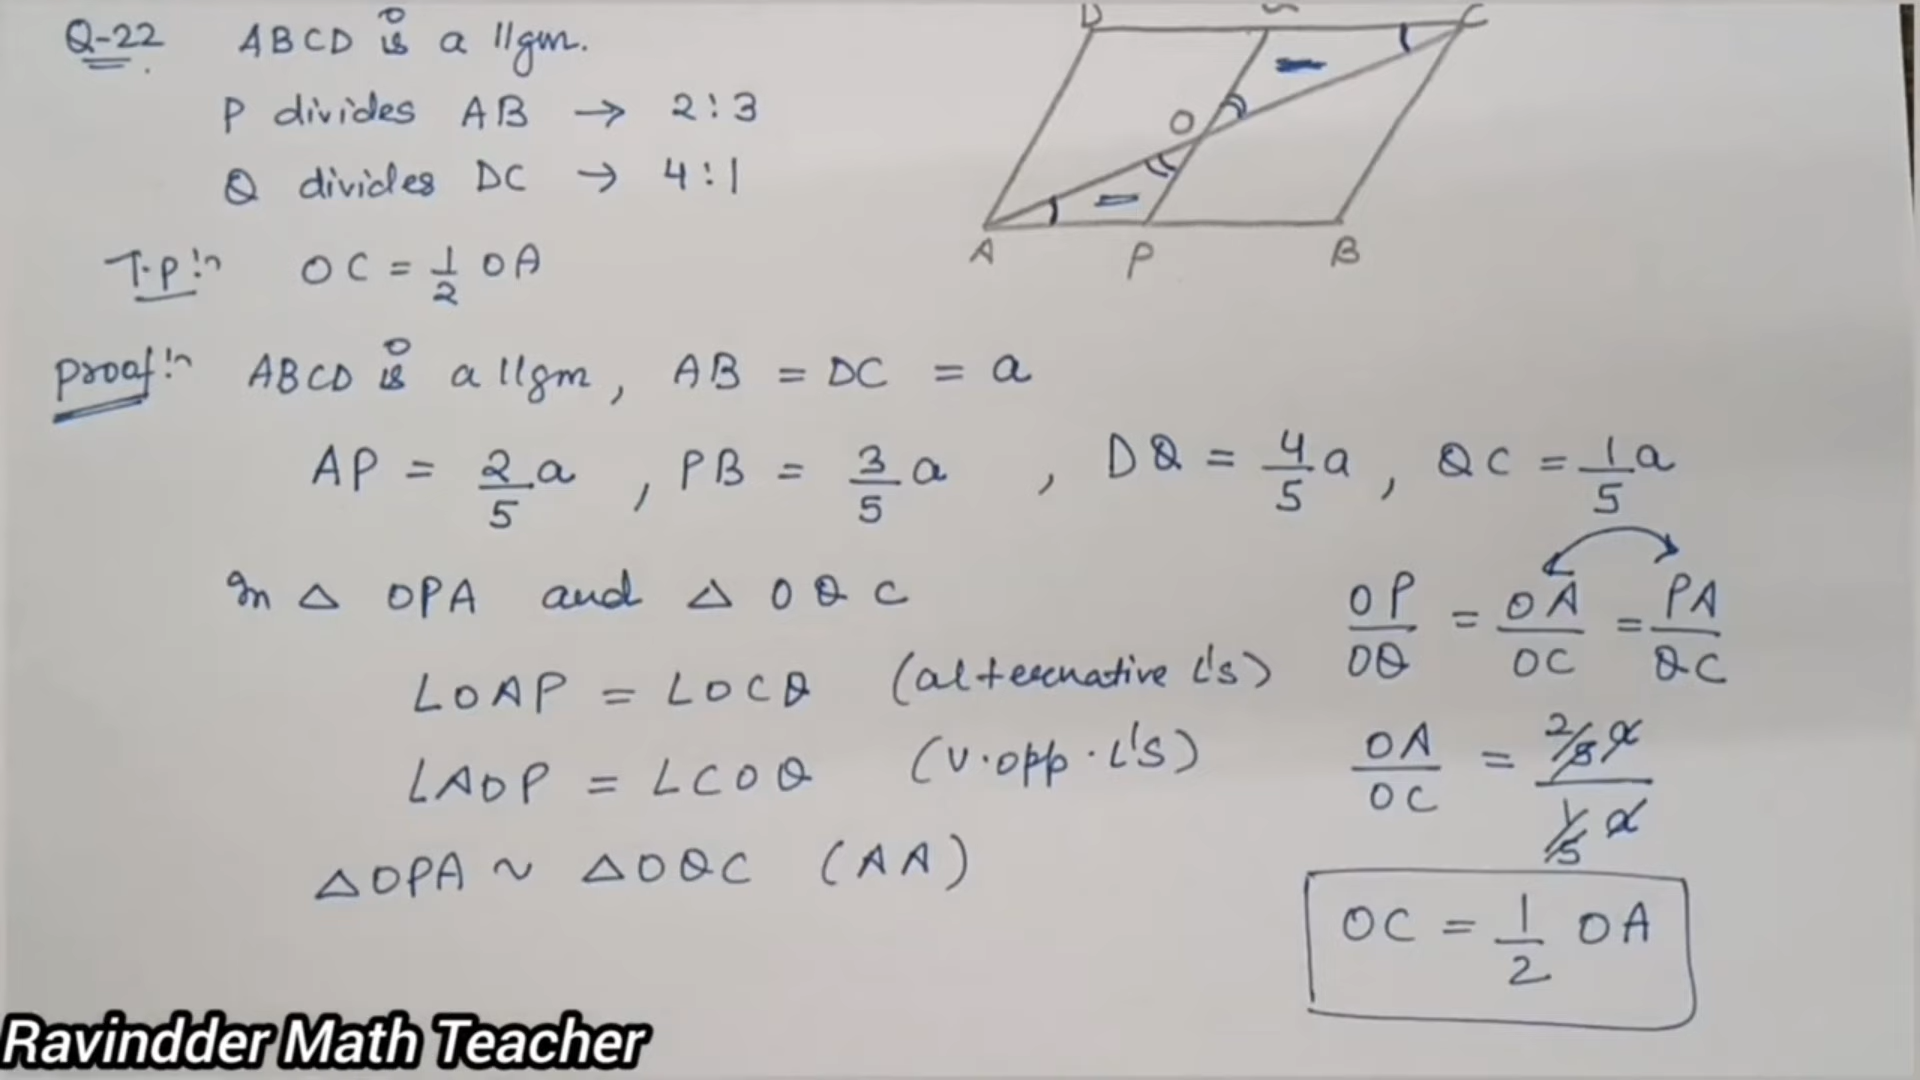 Q-22 ABCD is a ||gm.
P divides AB → 2:3
Q divides DC → 4:1
T.P:- OC = 1/2 OA
Proof:- ABCD is a ||gm, AB = DC = a
AP = 2/5 a, PB = 3/5 a, DQ = 4/5 a, QC = 1/5 a
In △ OPA and △ OQC
∠OAP = ∠OCQ (alternative ∠'s)
∠AOP = ∠COQ (V.opp.∠'s)
△OPA ~ △OQC (AA)
OP/OQ = OA/OC = PA/QC
OA/OC = 2/5 a / 1/5 a
OC = 1/2 OA
D C
O
A P B
Ravindder Math Teacher